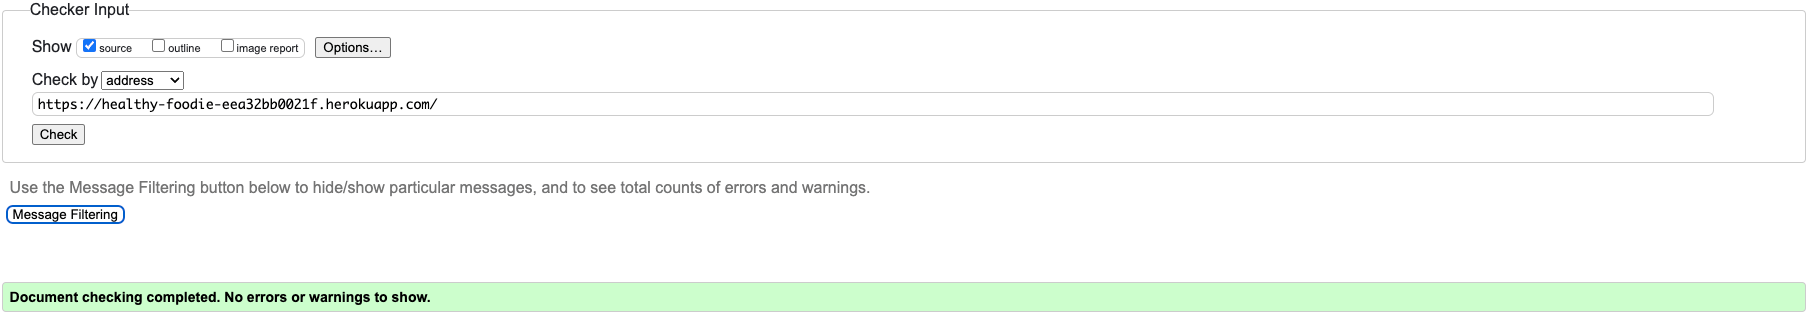 Checker Input
Show source outline image report Options...
Check by address
https://healthy-foodie-eea32bb0021f.herokuapp.com/
Check
Use the Message Filtering button below to hide/show particular messages, and to see total counts of errors and warnings.
Message Filtering
Document checking completed. No errors or warnings to show.